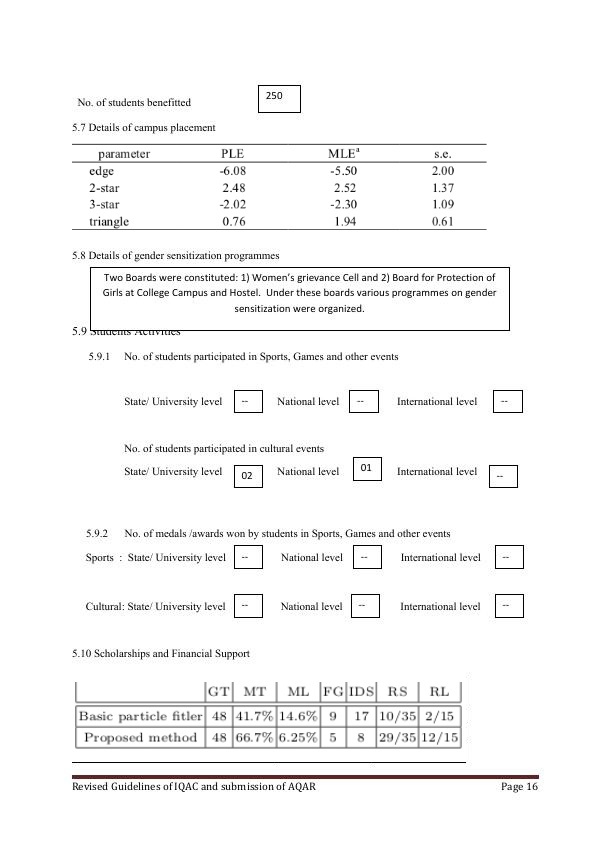 No. of students benefitted 250
5.7 Details of campus placement
parameter PLE MLEa s.e.
edge -6.08 -5.50 2.00
2-star 2.48 2.52 1.37
3-star -2.02 -2.30 1.09
triangle 0.76 1.94 0.61
5.8 Details of gender sensitization programmes
Two Boards were constituted: 1) Women's grievance Cell and 2) Board for Protection of
Girls at College Campus and Hostel. Under these boards various programmes on gender
sensitization were organized.
5.9 Students Activities
5.9.1 No. of students participated in Sports, Games and other events
State/ University level -- National level -- International level --
No. of students participated in cultural events
State/ University level 02 National level 01 International level --
5.9.2 No. of medals /awards won by students in Sports, Games and other events
Sports : State/ University level -- National level -- International level --
Cultural: State/ University level -- National level -- International level --
5.10 Scholarships and Financial Support
GT MT ML FG IDS RS RL
Basic particle fitler 48 41.7% 14.6% 9 17 10/35 2/15
Proposed method 48 66.7% 6.25% 5 8 29/35 12/15
Revised Guidelines of IQAC and submission of AQAR Page 16